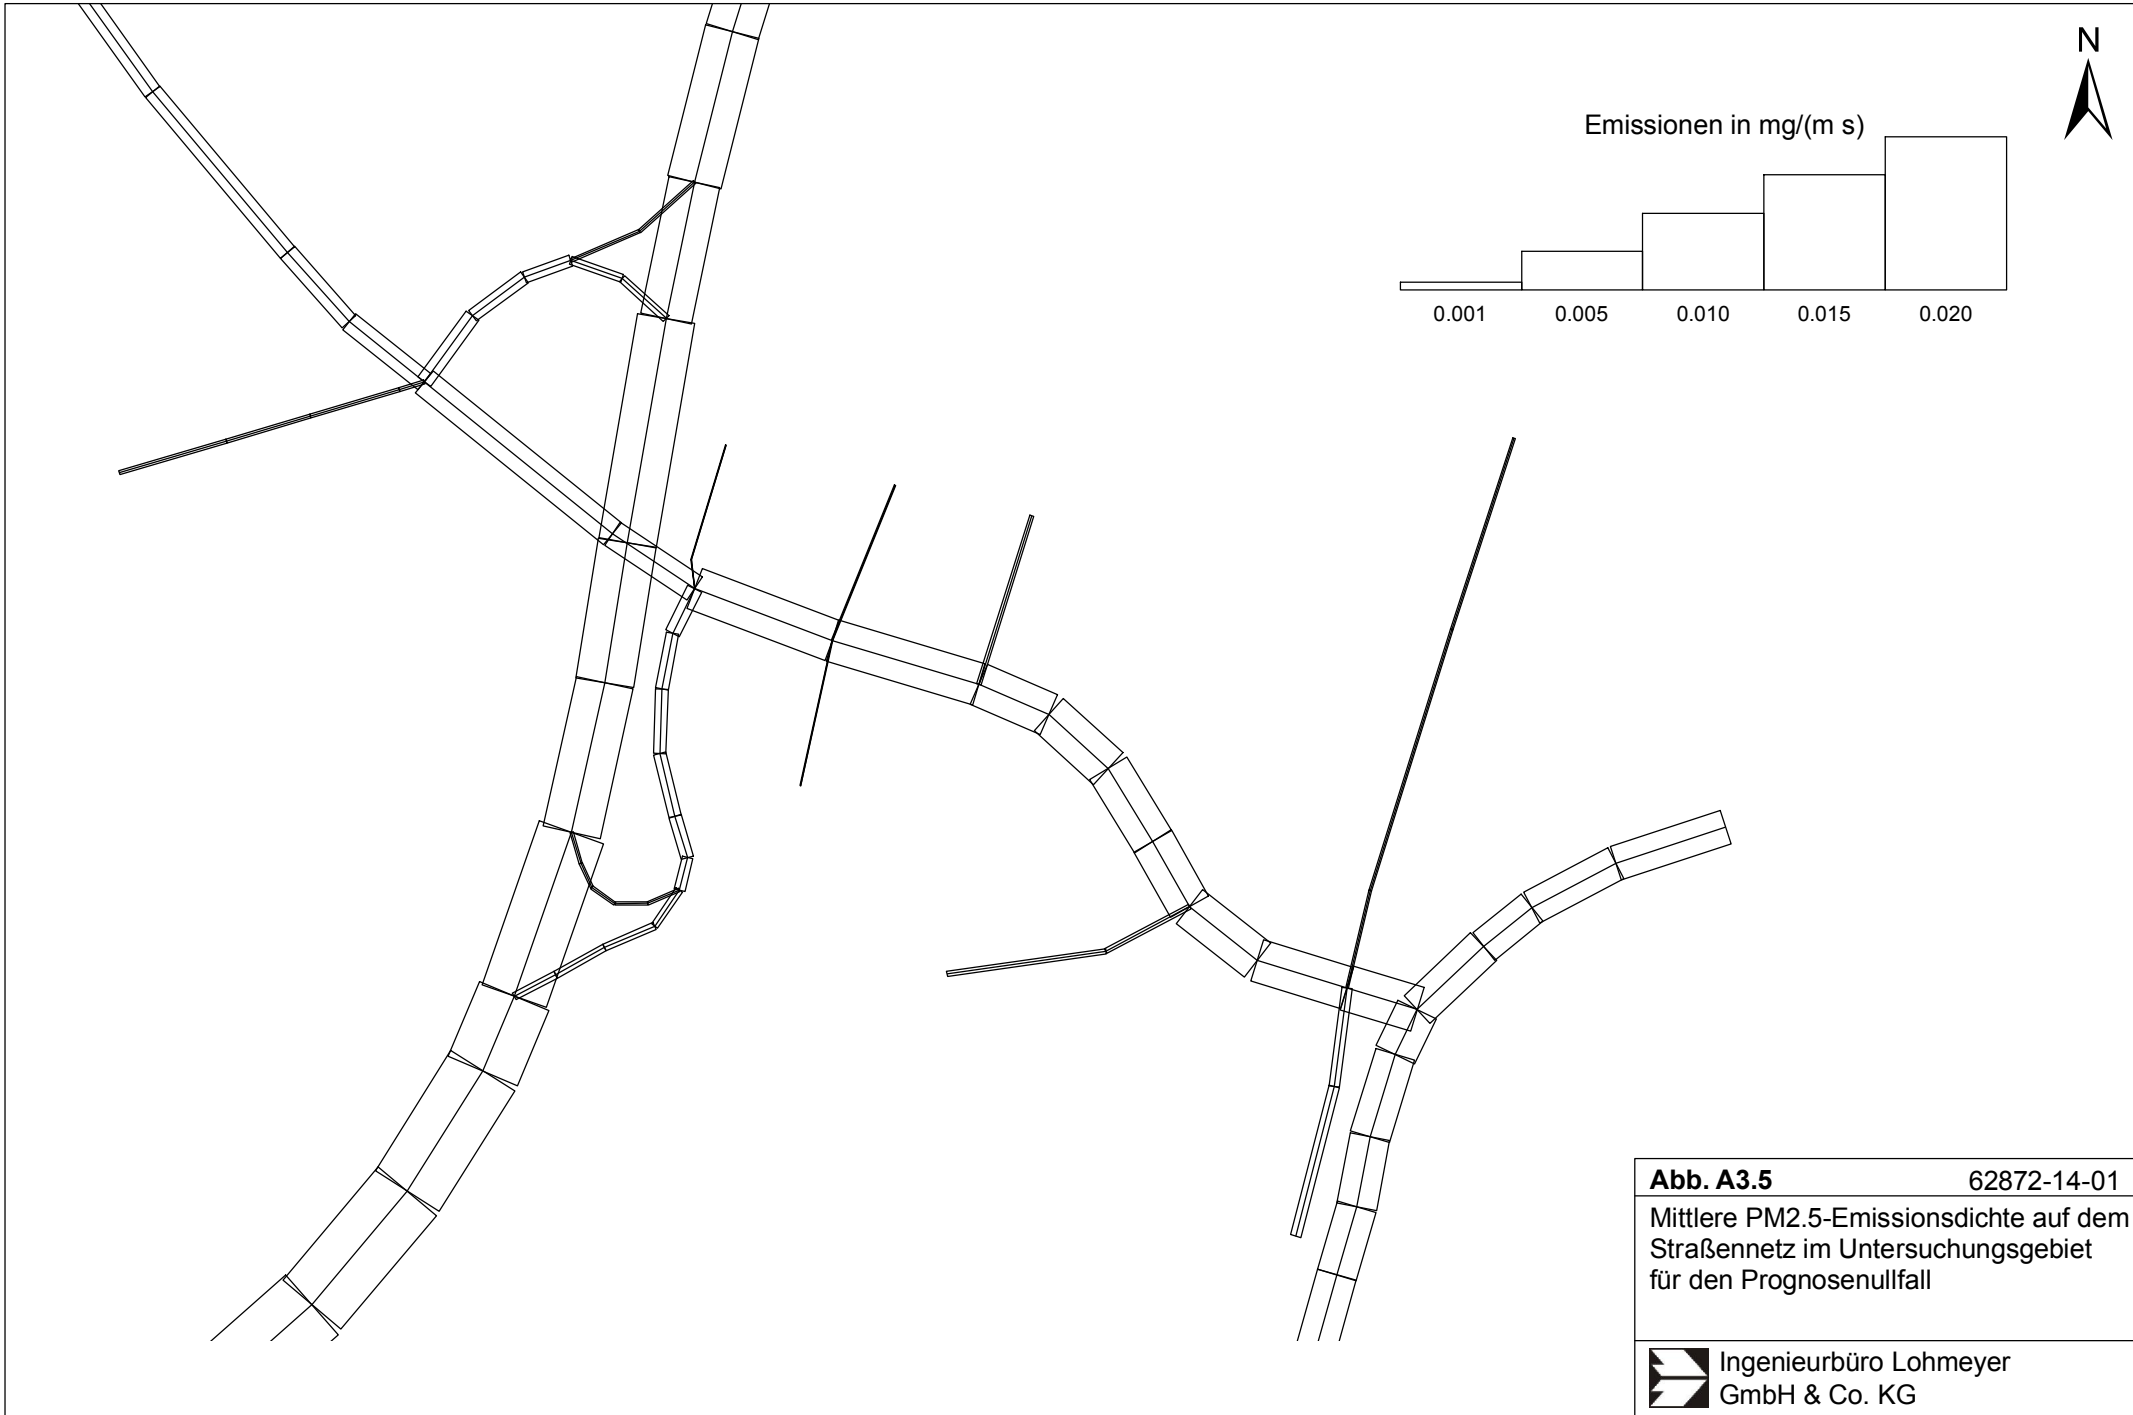 N
Emissionen in mg/(m s)
0.001 0.005 0.010 0.015 0.020
Abb. A3.5 62872-14-01
Mittlere PM2.5-Emissionsdichte auf dem
Straßennetz im Untersuchungsgebiet
für den Prognosenullfall
Ingenieurbüro Lohmeyer
GmbH & Co. KG